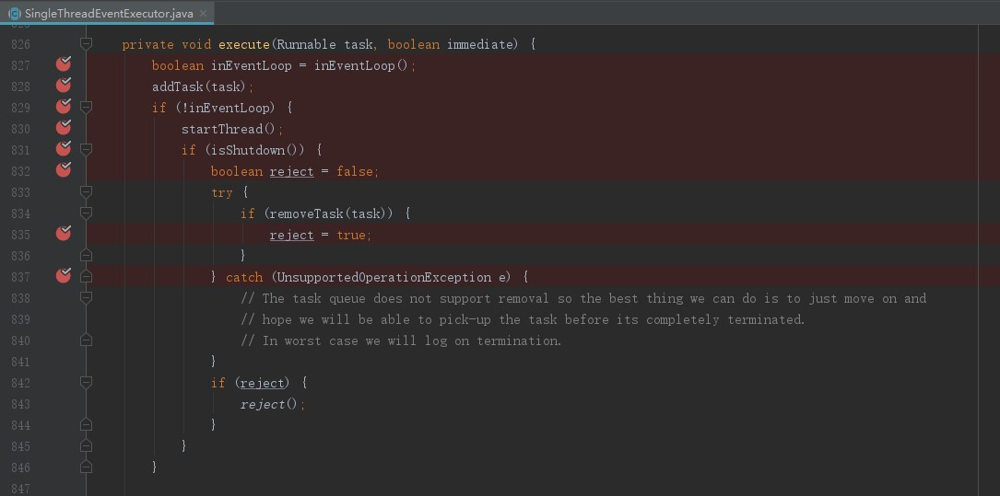 SingleThreadEventExecutor.java
826 private void execute(Runnable task, boolean immediate) {
827 boolean inEventLoop = inEventLoop();
828 addTask(task);
829 if (!inEventLoop) {
830 startThread();
831 if (isShutdown()) {
832 boolean reject = false;
833 try {
834 if (removeTask(task)) {
835 reject = true;
836 }
837 } catch (UnsupportedOperationException e) {
838 // The task queue does not support removal so the best thing we can do is to just move on and
839 // hope we will be able to pick-up the task before its completely terminated.
840 // In worst case we will log on termination.
841 }
842 if (reject) {
843 reject();
844 }
845 }
846 }
847